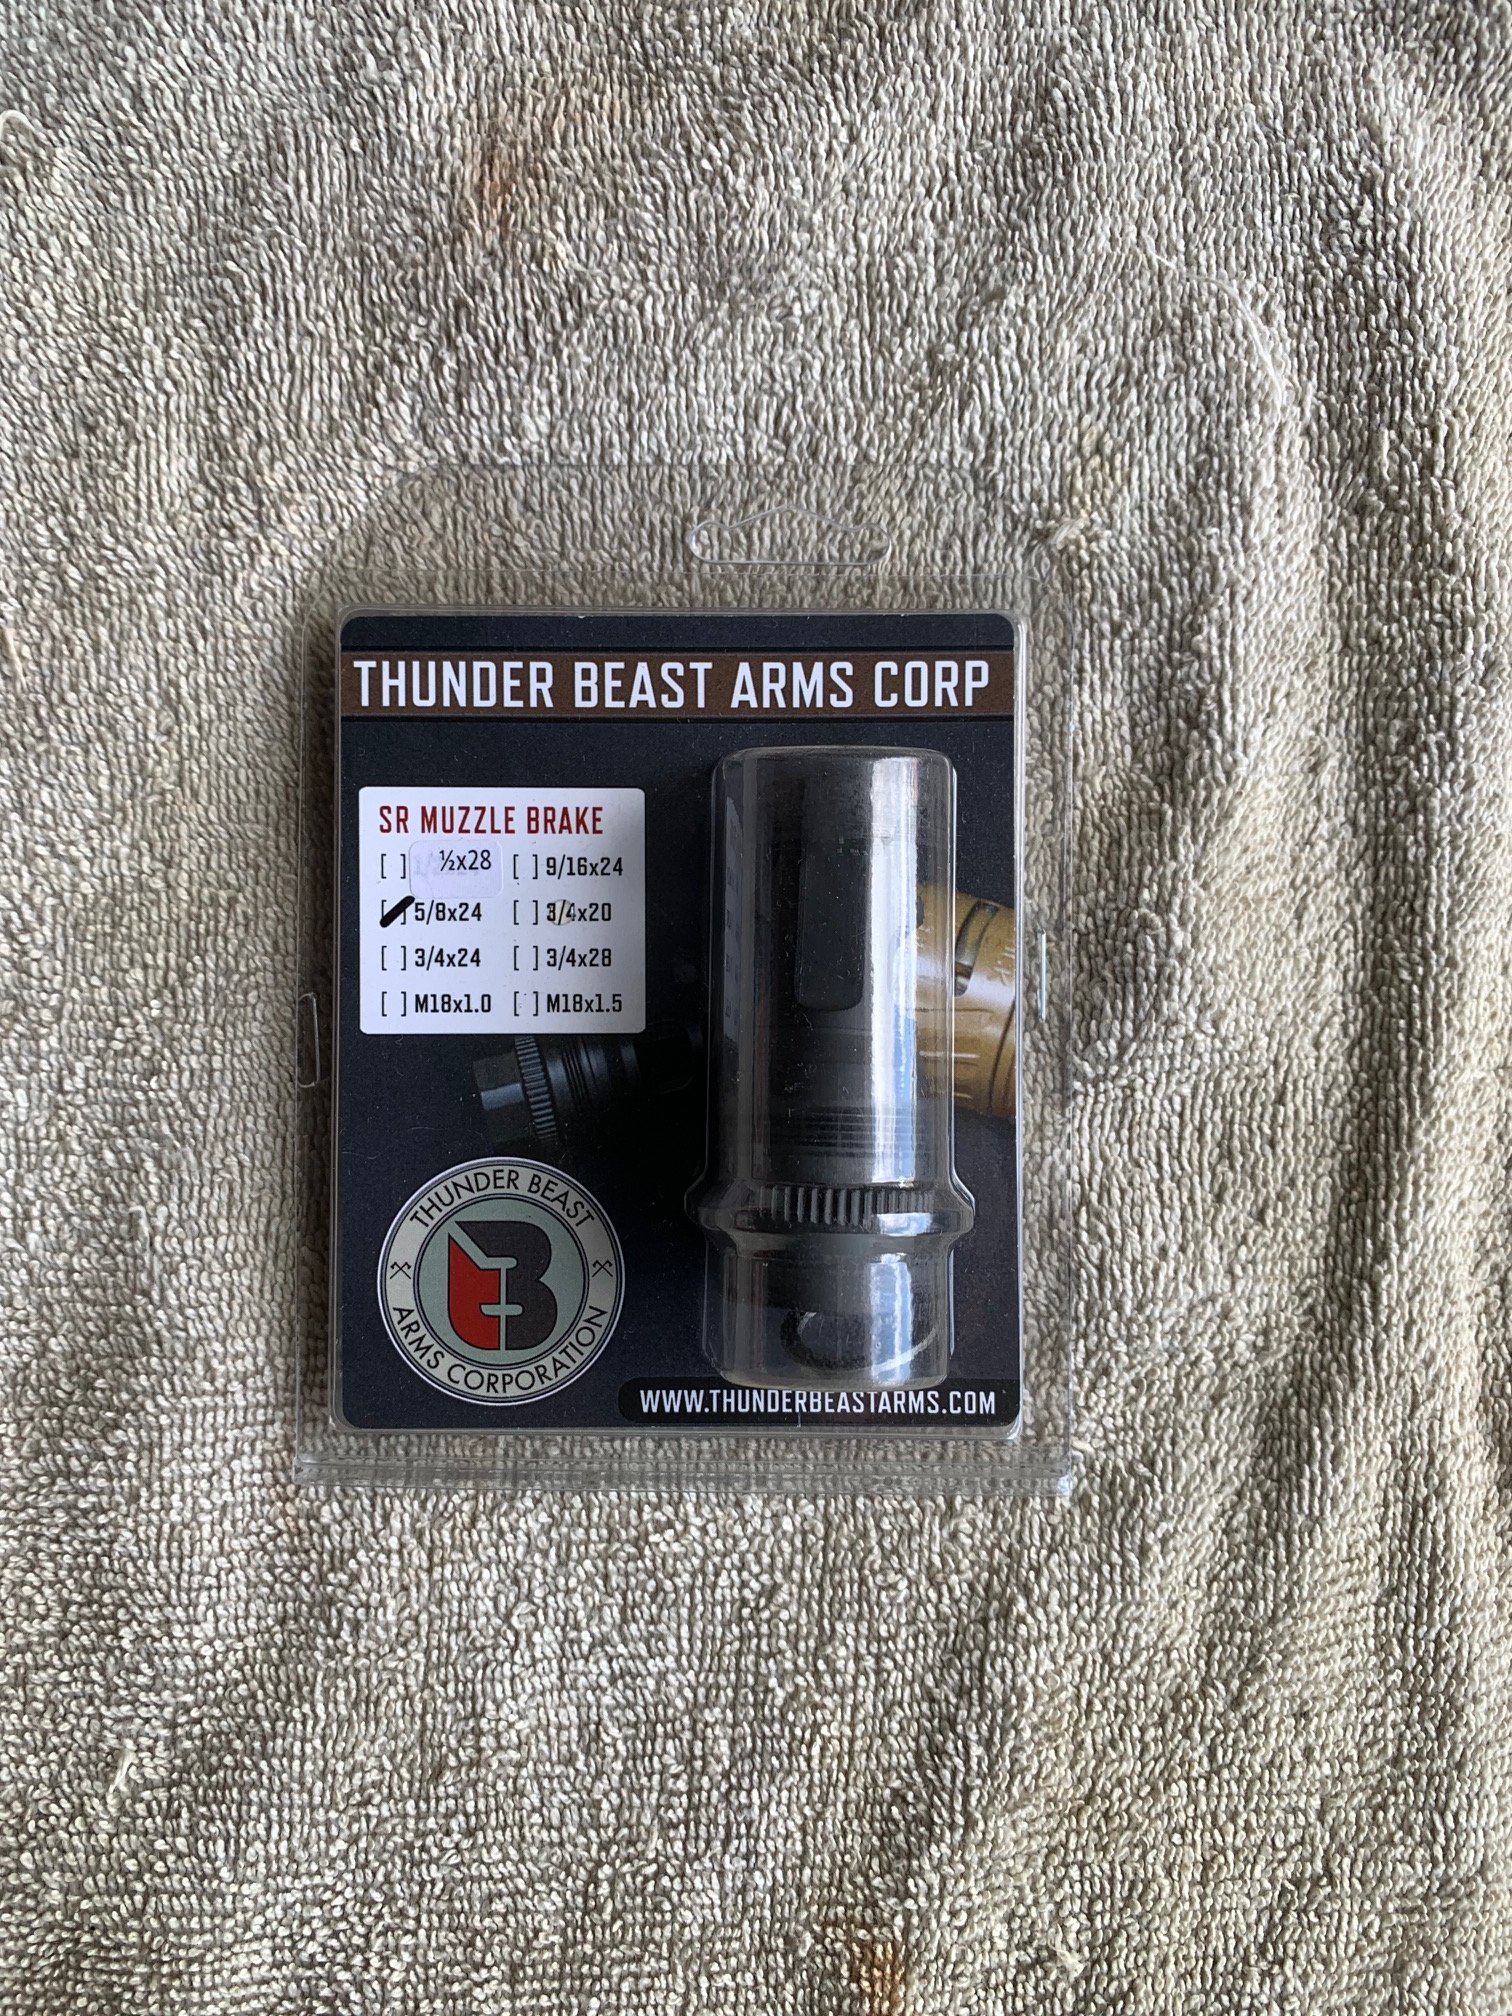 THUNDER BEAST ARMS CORP
SR MUZZLE BRAKE
[ ] ½x28 [ ] 9/16x24
[ ] 5/8x24 [ ] 3/4x20
[ ] 3/4x24 [ ] 3/4x28
[ ] M18x1.0 [ ] M18x1.5
THUNDER BEAST
B
ARMS CORPORATION
WWW.THUNDERBEASTARMS.COM